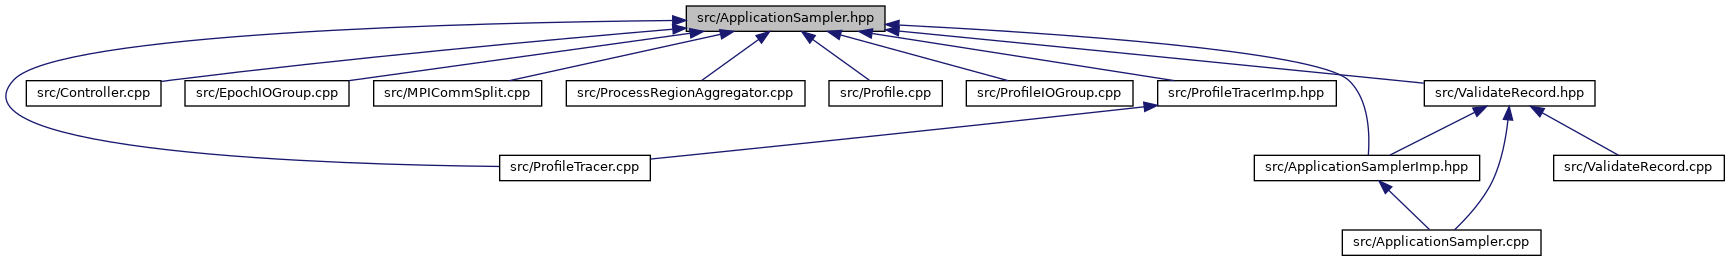 src/ApplicationSampler.hpp
src/Controller.cpp
src/EpochIOGroup.cpp
src/MPICommSplit.cpp
src/ProcessRegionAggregator.cpp
src/Profile.cpp
src/ProfileIOGroup.cpp
src/ProfileTracerImp.hpp
src/ValidateRecord.hpp
src/ProfileTracer.cpp
src/ApplicationSamplerImp.hpp
src/ValidateRecord.cpp
src/ApplicationSampler.cpp